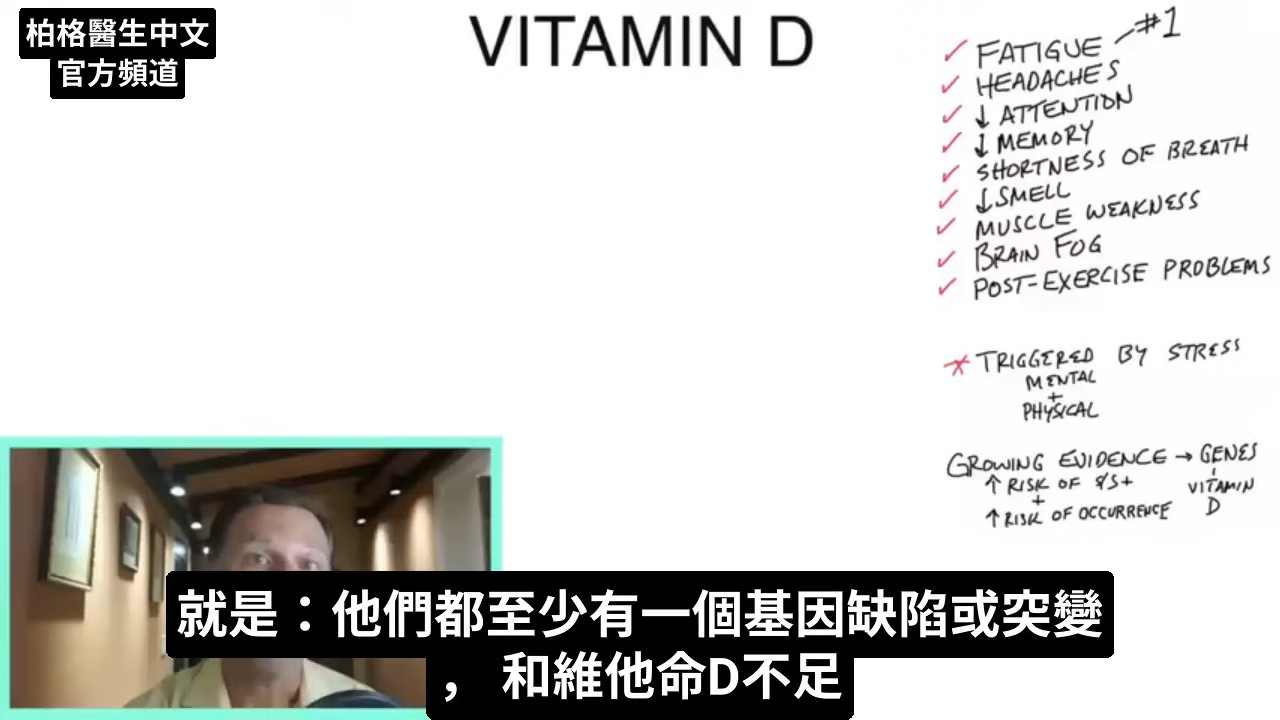 柏格醫生中文
官方頻道
VITAMIN D
FATIGUE #1
HEADACHES
↓ ATTENTION
↓ MEMORY
SHORTNESS OF BREATH
↓ SMELL
MUSCLE WEAKNESS
BRAIN FOG
POST-EXERCISE PROBLEMS
TRIGGERED BY STRESS
MENTAL
+
PHYSICAL
GROWING EVIDENCE → GENES
↑ RISK OF S/S+
VITAMIN
+
D
↑ RISK OF OCCURRENCE
就是：他們都至少有一個基因缺陷或突變
， 和維他命D不足